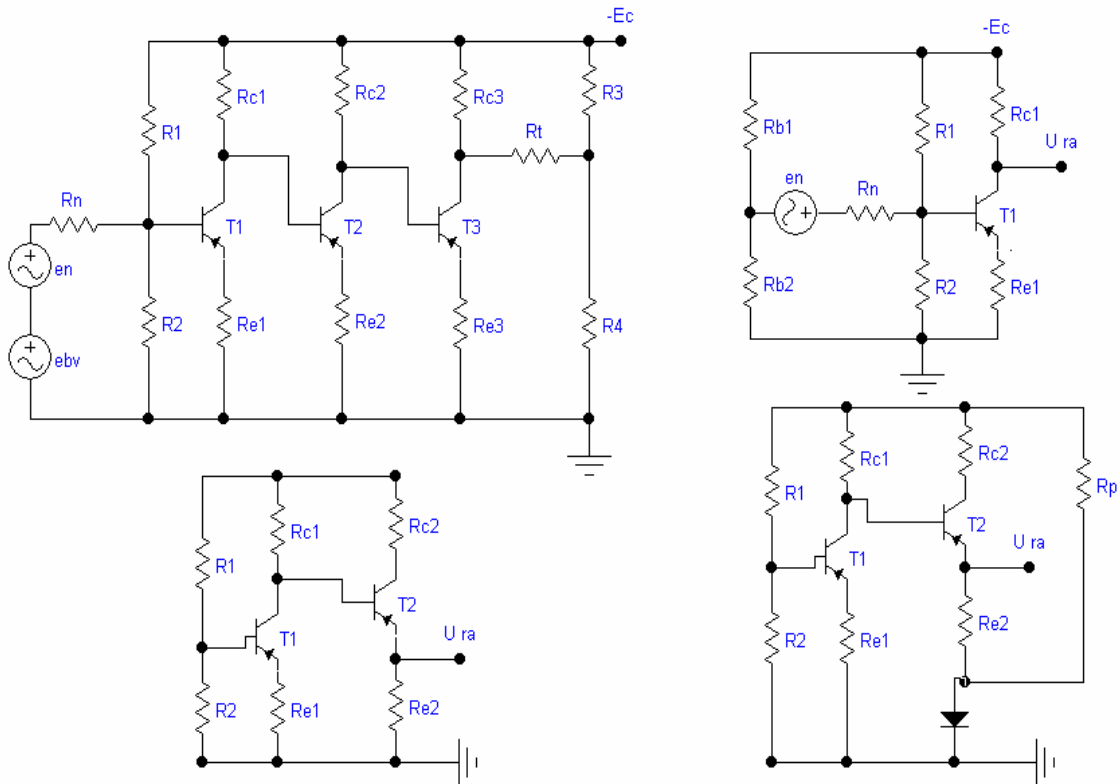 -Ec
Rc1
Rc2
Rc3
R3
R1
Rt
Rn
T1
T2
T3
en
R2
Re1
Re2
Re3
R4
ebv
-Ec
Rb1
R1
Rc1
U ra
en
Rn
T1
Rb2
R2
Re1
Rc1
Rc2
R1
T2
T1
U ra
R2
Re1
Re2
Rc1
Rc2
R1
Rp
T2
T1
U ra
R2
Re1
Re2